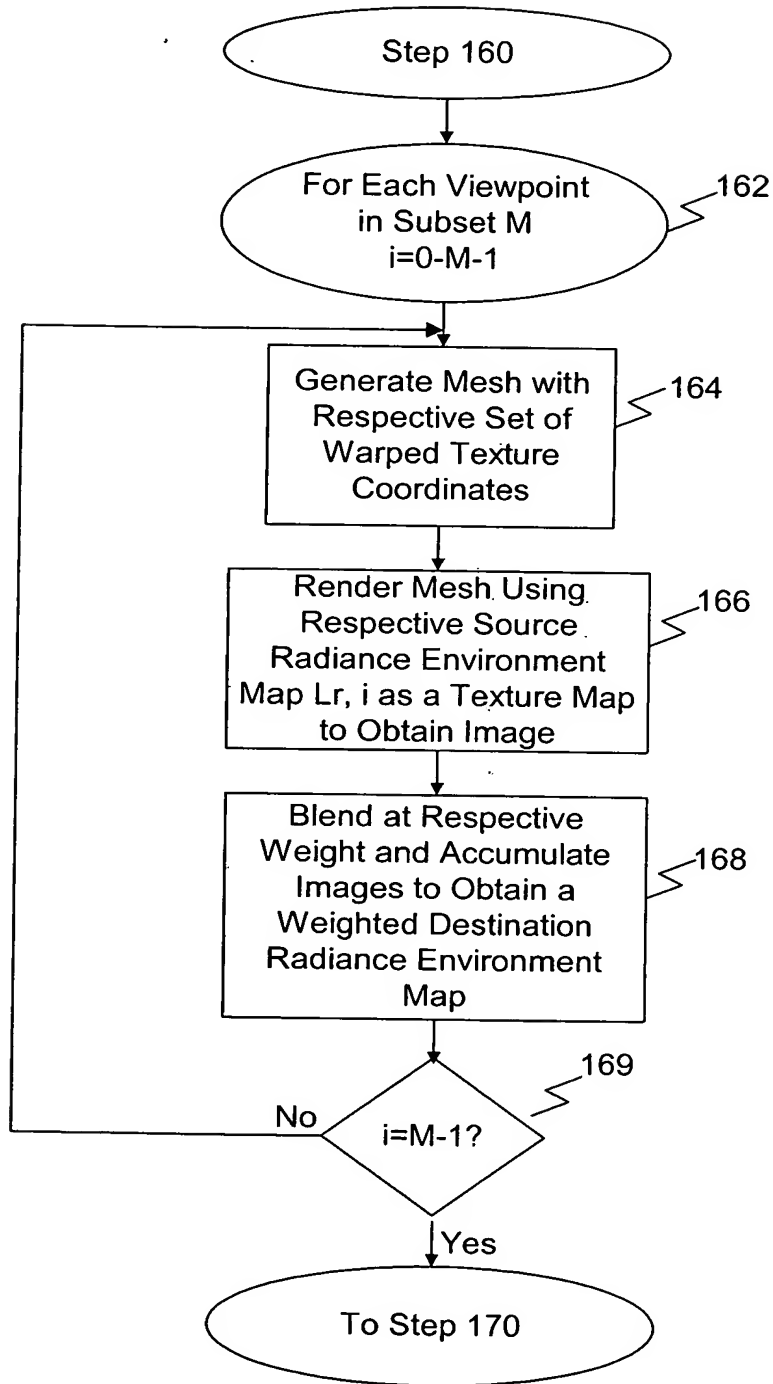 Step 160
For Each Viewpoint
in Subset M
i=0-M-1
162
Generate Mesh with
Respective Set of
Warped Texture
Coordinates
164
Render Mesh Using
Respective Source
Radiance Environment
Map Lr, i as a Texture Map
to Obtain Image
166
Blend at Respective
Weight and Accumulate
Images to Obtain a
Weighted Destination
Radiance Environment
Map
168
169
i=M-1?
No
Yes
To Step 170